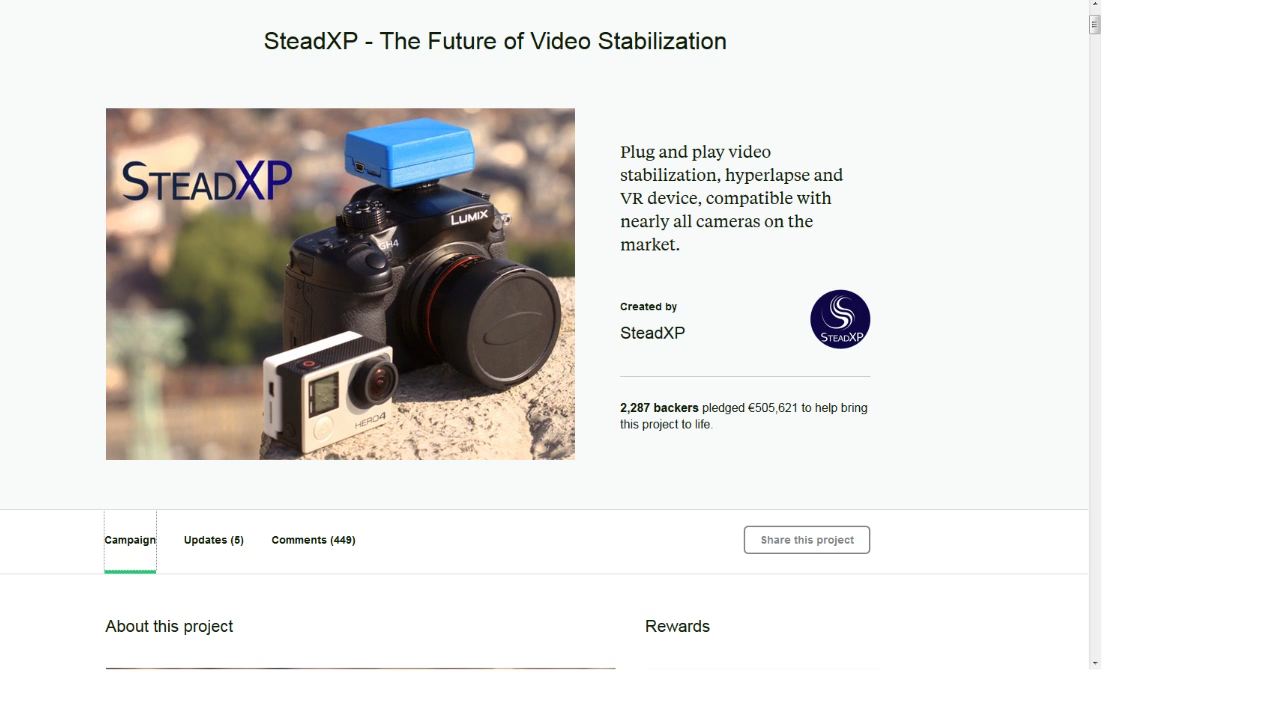 SteadXP - The Future of Video Stabilization
STEADXP
LUMIX
GH4
HERO4
Plug and play video
stabilization, hyperlapse and
VR device, compatible with
nearly all cameras on the
market.
Created by
SteadXP
STEADXP
2,287 backers pledged €505,621 to help bring
this project to life.
Campaign
Updates (5)
Comments (449)
Share this project
About this project
Rewards